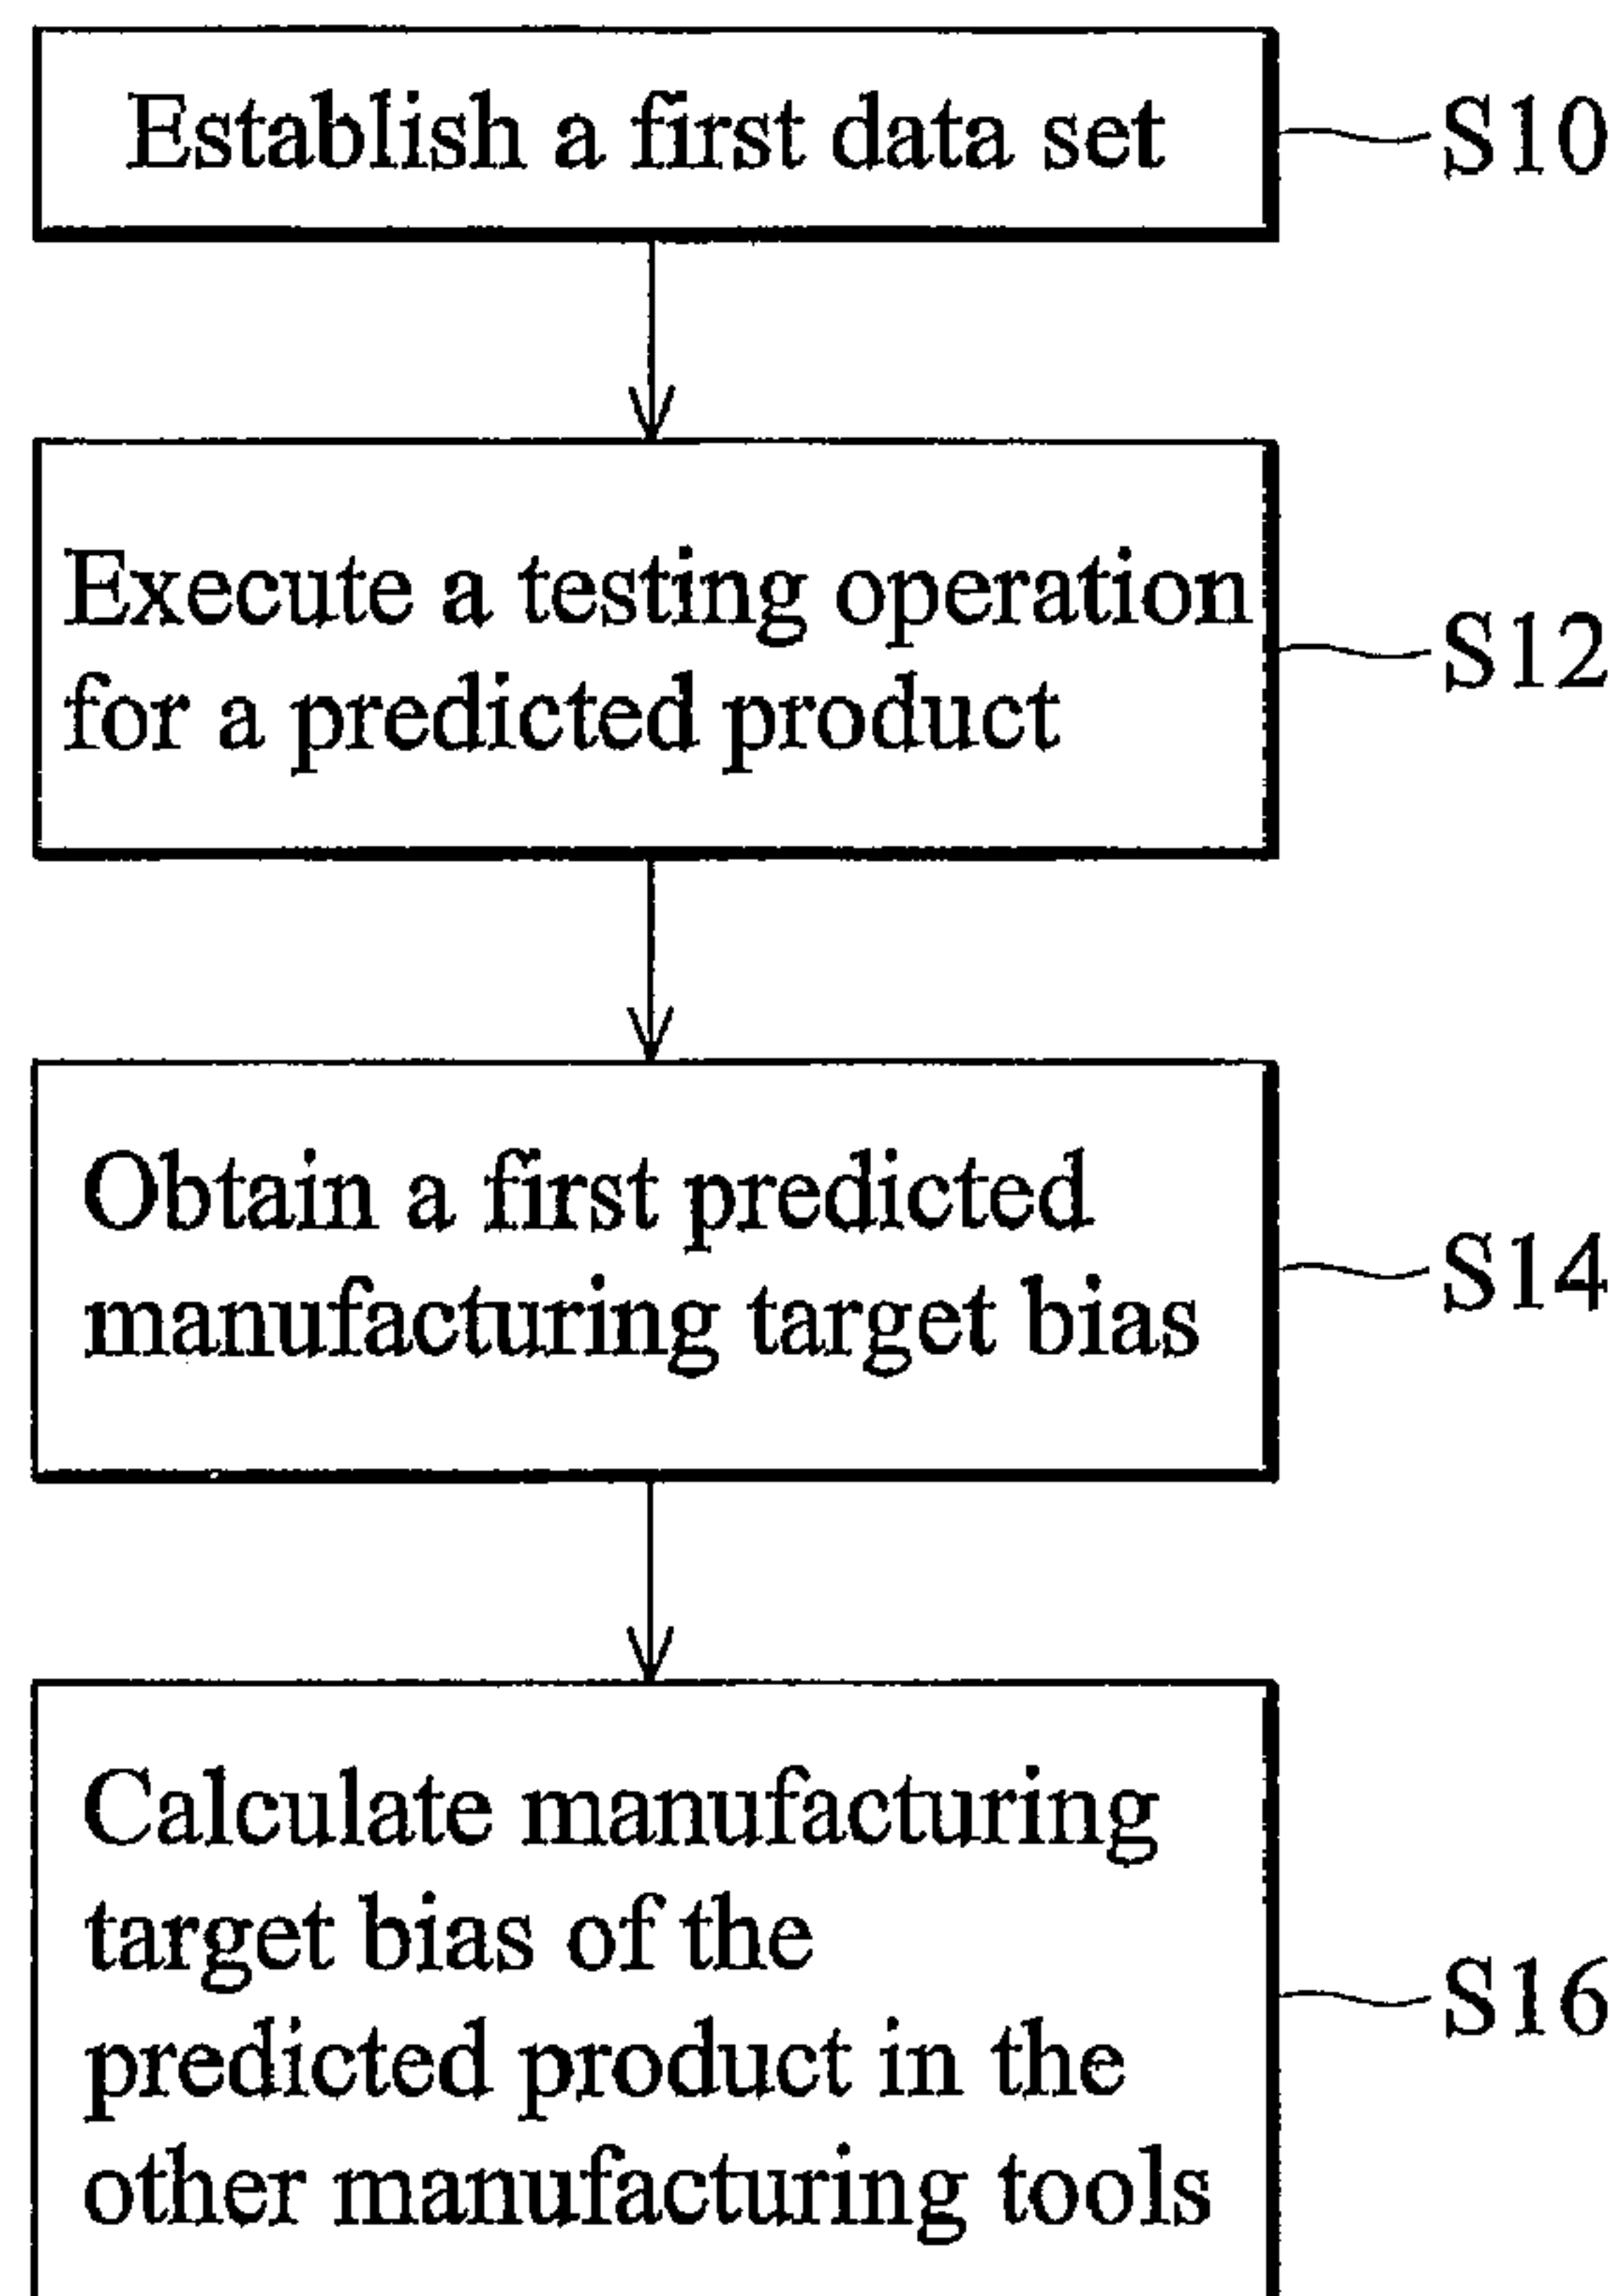 Establish a first data set
S10
Execute a testing operation
for a predicted product
S12
Obtain a first predicted
manufacturing target bias
S14
Calculate manufacturing
target bias of the
predicted product in the
other manufacturing tools
S16